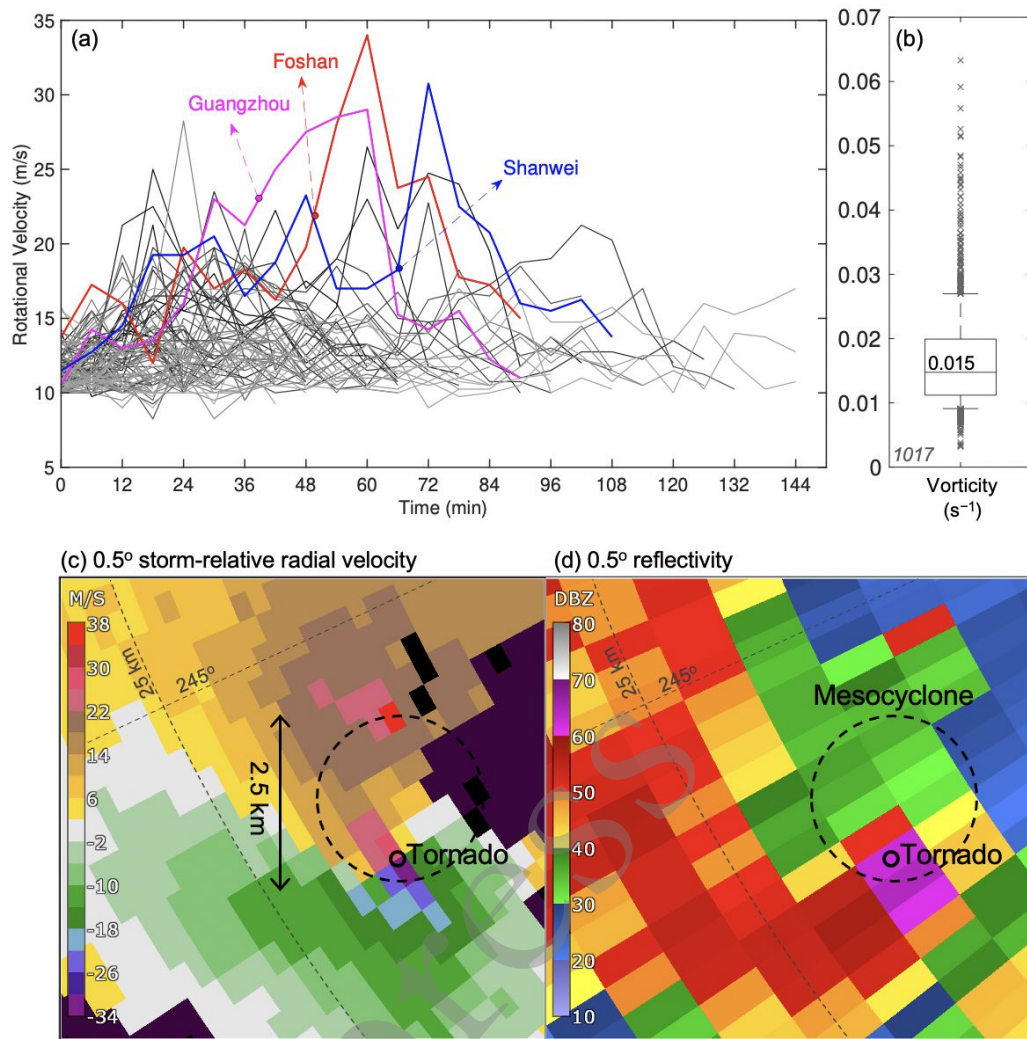 (a)
35
30
25
20
15
10
5
Rotational Velocity (m/s)
Foshan
Guangzhou
Shanwei
0 12 24 36 48 60 72 84 96 108 120 132 144
Time (min)
(b)
0.07
0.06
0.05
0.04
0.03
0.02
0.01
0
0.015
1017
Vorticity
(s⁻¹)
(c) 0.5º storm-relative radial velocity
M/S
38
30
22
14
6
-2
-10
-18
-26
-34
25 km
245º
2.5 km
Tornado
(d) 0.5º reflectivity
DBZ
80
70
60
50
40
30
20
10
25 km
245º
Mesocyclone
Tornado